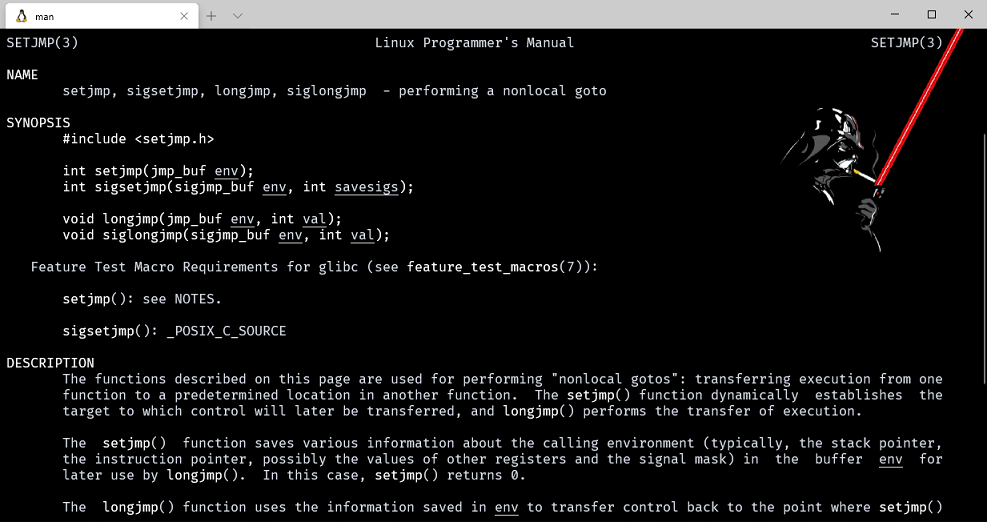 man
SETJMP(3) Linux Programmer's Manual SETJMP(3)
NAME
setjmp, sigsetjmp, longjmp, siglongjmp - performing a nonlocal goto
SYNOPSIS
#include <setjmp.h>
int setjmp(jmp_buf env);
int sigsetjmp(sigjmp_buf env, int savesigs);
void longjmp(jmp_buf env, int val);
void siglongjmp(sigjmp_buf env, int val);
Feature Test Macro Requirements for glibc (see feature_test_macros(7)):
setjmp(): see NOTES.
sigsetjmp(): _POSIX_C_SOURCE
DESCRIPTION
The functions described on this page are used for performing "nonlocal gotos": transferring execution from one
function to a predetermined location in another function. The setjmp() function dynamically establishes the
target to which control will later be transferred, and longjmp() performs the transfer of execution.
The setjmp() function saves various information about the calling environment (typically, the stack pointer,
the instruction pointer, possibly the values of other registers and the signal mask) in the buffer env for
later use by longjmp(). In this case, setjmp() returns 0.
The longjmp() function uses the information saved in env to transfer control back to the point where setjmp()